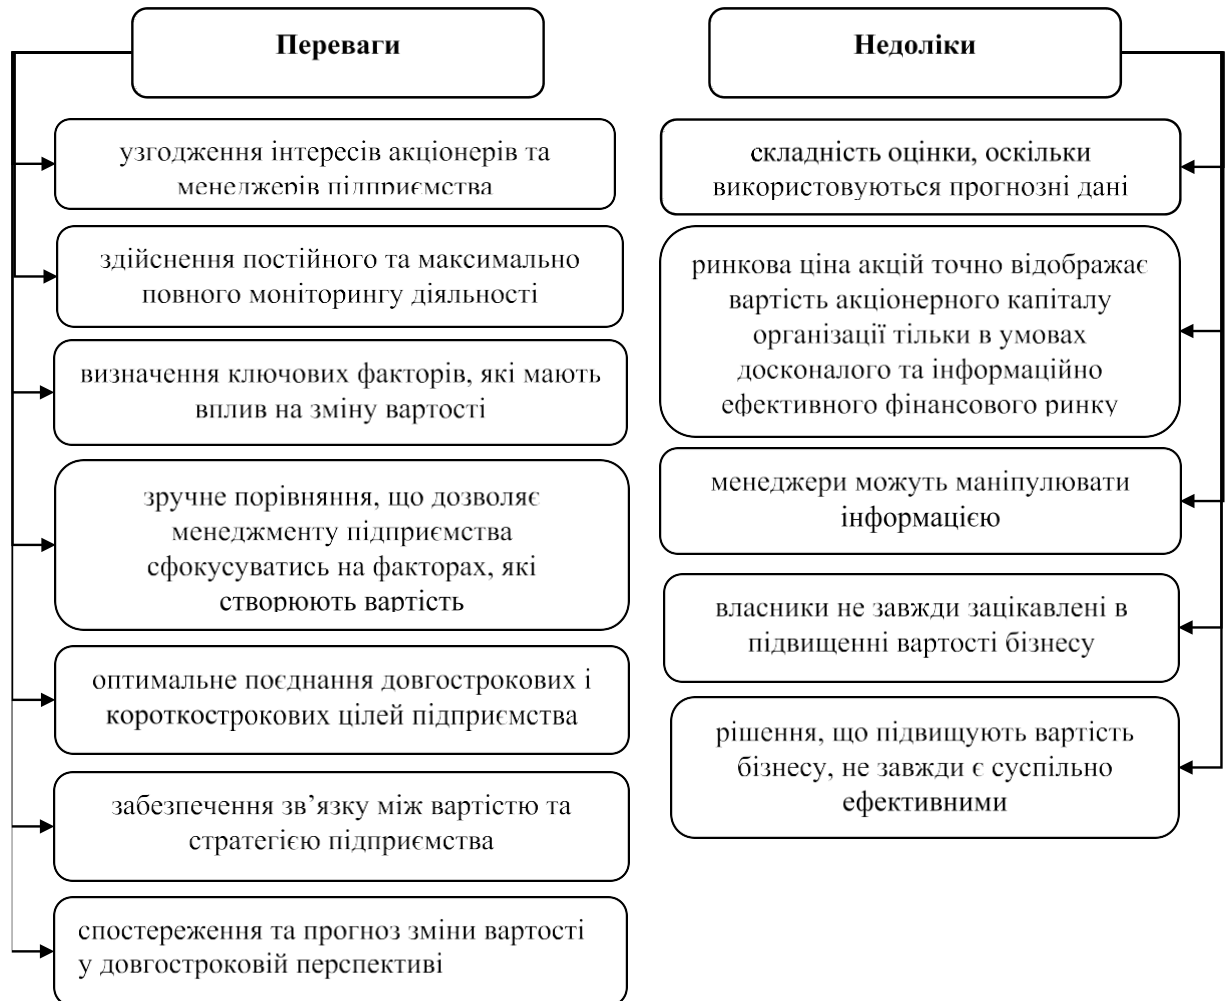 Переваги
узгодження інтересів акціонерів та
менеджерів підприємства
здійснення постійного та максимально
повного моніторингу діяльності
визначення ключових факторів, які мають
вплив на зміну вартості
зручне порівняння, що дозволяє
менеджменту підприємства
сфокусуватись на факторах, які
створюють вартість
оптимальне поєднання довгострокових і
короткострокових цілей підприємства
забезпечення зв’язку між вартістю та
стратегією підприємства
спостереження та прогноз зміни вартості
у довгостроковій перспективі
Недоліки
складність оцінки, оскільки
використовуються прогнозні дані
ринкова ціна акцій точно відображає
вартість акціонерного капіталу
організації тільки в умовах
досконалого та інформаційно
ефективного фінансового ринку
менеджери можуть маніпулювати
інформацією
власники не завжди зацікавлені в
підвищенні вартості бізнесу
рішення, що підвищують вартість
бізнесу, не завжди є суспільно
ефективними